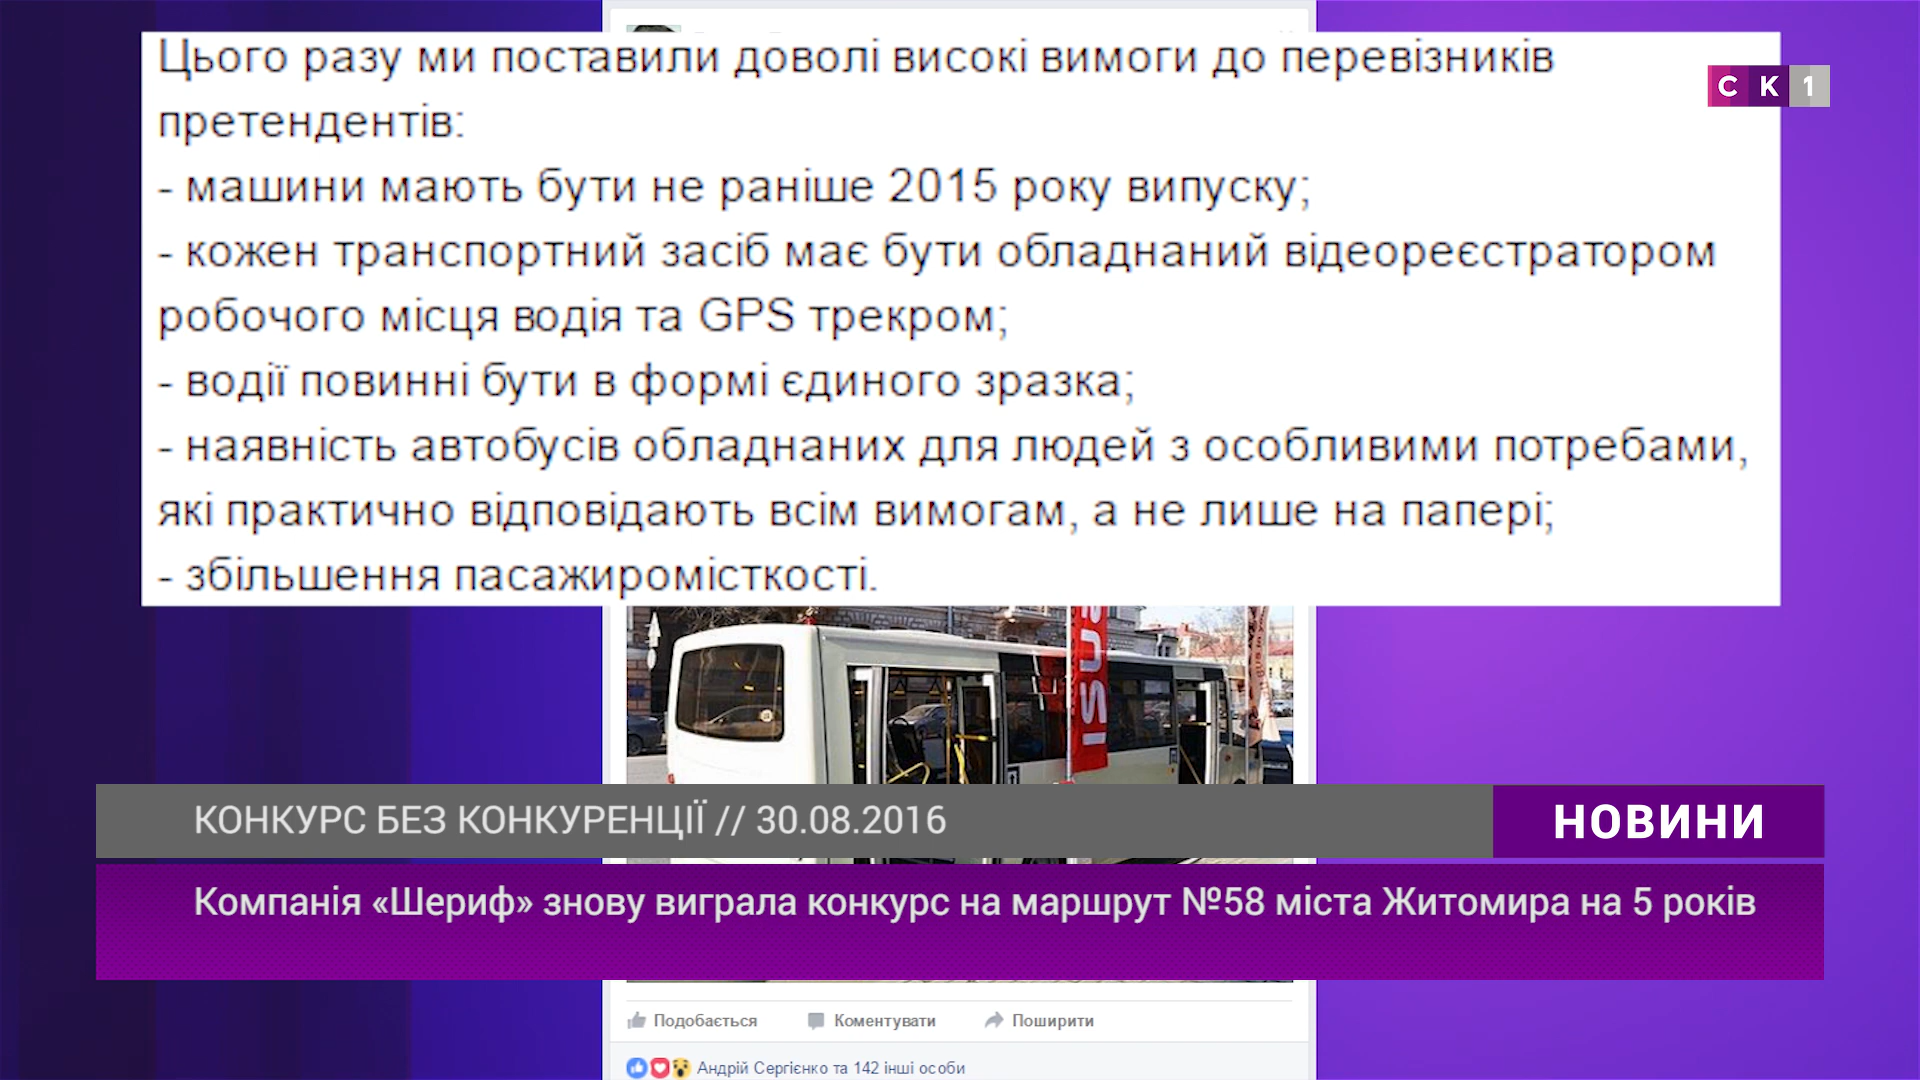 Цього разу ми поставили доволі високі вимоги до перевізників
претендентів:
- машини мають бути не раніше 2015 року випуску;
- кожен транспортний засіб має бути обладнаний відеореєстратором
робочого місця водія та GPS трекром;
- водії повинні бути в формі єдиного зразка;
- наявність автобусів обладнаних для людей з особливими потребами,
які практично відповідають всім вимогам, а не лише на папері;
- збільшення пасажиромісткості.
СК1
ISUZ
КОНКУРС БЕЗ КОНКУРЕНЦІЇ // 30.08.2016
НОВИНИ
Компанія «Шериф» знову виграла конкурс на маршрут №58 міста Житомира на 5 років
Подобається Коментувати Поширити
Андрій Сергієнко та 142 інші особи